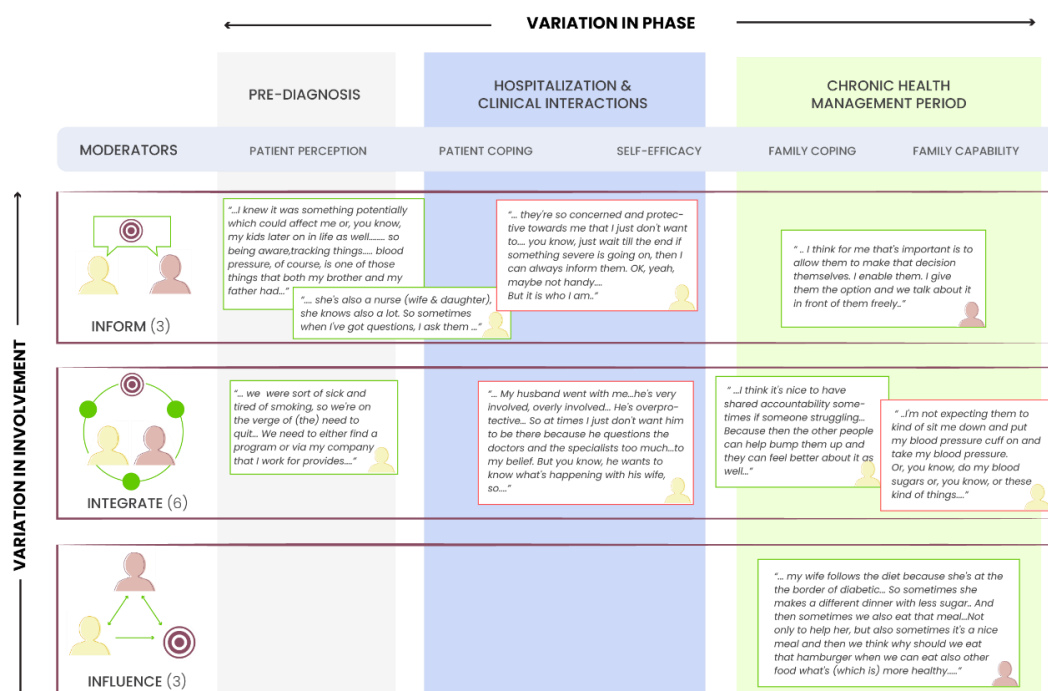 VARIATION IN PHASE
PRE-DIAGNOSIS
HOSPITALIZATION &
CLINICAL INTERACTIONS
CHRONIC HEALTH
MANAGEMENT PERIOD
MODERATORS
PATIENT PERCEPTION
PATIENT COPING
SELF-EFFICACY
FAMILY COPING
FAMILY CAPABILITY
VARIATION IN INVOLVEMENT
INFORM (3)
“...I knew it was something potentially
which could affect me or, you know,
my kids later on in life as well........ so
being aware,tracking things..... blood
pressure, of course, is one of those
things that both my brother and my
father had...”
“.... she's also a nurse (wife & daughter),
she knows also a lot. So sometimes
when I've got questions, I ask them ...”
“... they're so concerned and protec-
tive towards me that I just don't want
to.... you know, just wait till the end if
something severe is going on, then I
can always inform them. OK, yeah,
maybe not handy....
But it is who I am..”
“ .. I think for me that's important is to
allow them to make that decision
themselves. I enable them. I give
them the option and we talk about it
in front of them freely..”
INTEGRATE (6)
“... we were sort of sick and
tired of smoking, so we're on
the verge of (the) need to
quit... We need to either find a
program or via my company
that I work for provides....”
“... My husband went with me...he's very
involved, overly involved... He's overpro-
tective... So at times I just don't want him
to be there because he questions the
doctors and the specialists too much...to
my belief. But you know, he wants to
know what's happening with his wife,
so....”
“ ...I think it's nice to have
shared accountability some-
times if someone struggling...
Because then the other people
can help bump them up and
they can feel better about it as
well...”
“ ..I'm not expecting them to
kind of sit me down and put
my blood pressure cuff on and
take my blood pressure.
Or, you know, do my blood
sugars or, you know, or these
kind of things....”
INFLUENCE (3)
“... my wife follows the diet because she's at the
the border of diabetic... So sometimes she
makes a different dinner with less sugar.. And
then sometimes we also eat that meal...Not
only to help her, but also sometimes it's a nice
meal and then we think why should we eat
that hamburger when we can eat also other
food what's (which is) more healthy.....”